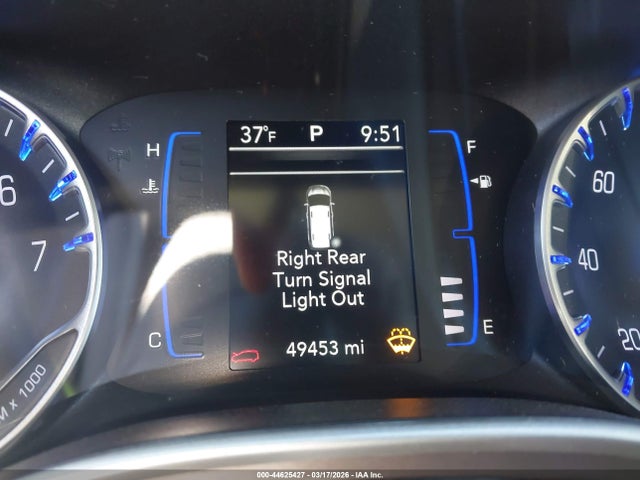 37°F P 9:51
H
F
6
7
60
40
20
Right Rear
Turn Signal
Light Out
C
E
49453 mi
M x 1000
000-44625427 - 03/17/2026 - IAA Inc.